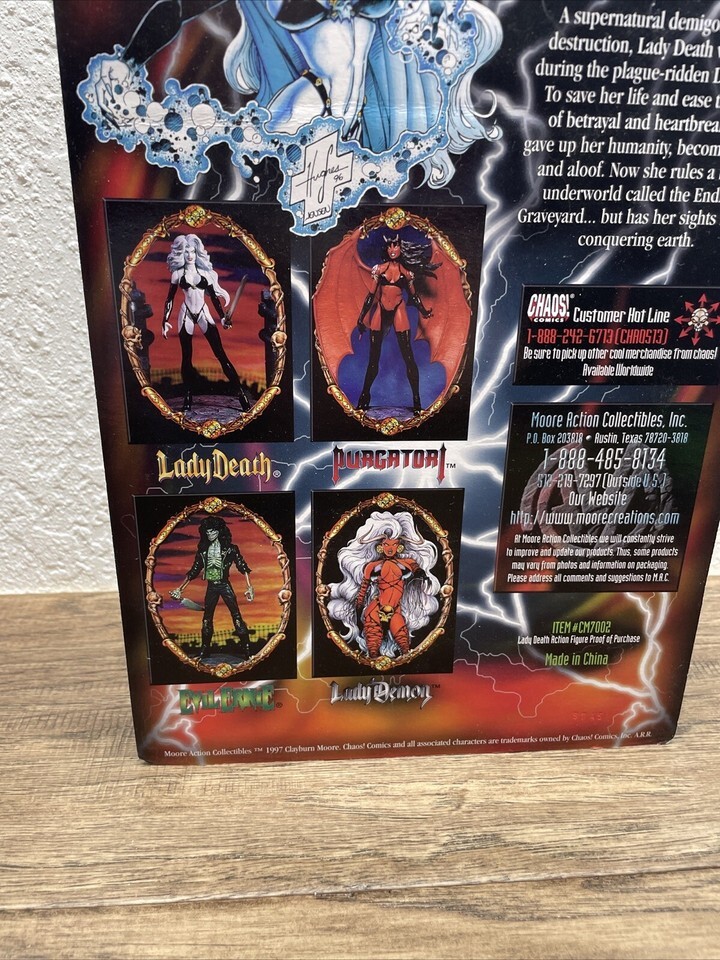 A supernatural
destruction, Lady Death
during the plague-ridden
To save her life and ease
of betrayal and
gave up her humanity,
and aloof. Now she rules a
underworld called the
Graveyard... but has her sights
conquering earth.
Hughes
96
JENSEN
CHAOS!
COMICS
Customer Hot Line
1-888-242-6713 (CHAOS13)
Be sure to pick up other cool merchandise from chaos!
Available Worldwide
Moore Action Collectibles, Inc.
P.O. Box 203818 • Austin, Texas 78720-3818
1-888-485-8134
512-219-7297 (Outside U.S.)
Our Website
http://www.moorecreations.com
At Moore Action Collectibles we will constantly strive
to improve and update our products. Thus, some products
may vary from photos and information on packaging.
Please address all comments and suggestions to M.A.C.
ITEM #CM7002
Lady Death Action Figure Proof of Purchase
Made in China
Lady Death®
PURGATORI™
EVIL ERNIE®
Lady Demon™
Moore Action Collectibles ™ 1997 Clayburn Moore. Chaos! Comics and all associated characters are trademarks owned by Chaos! Comics, Inc. A.R.R.